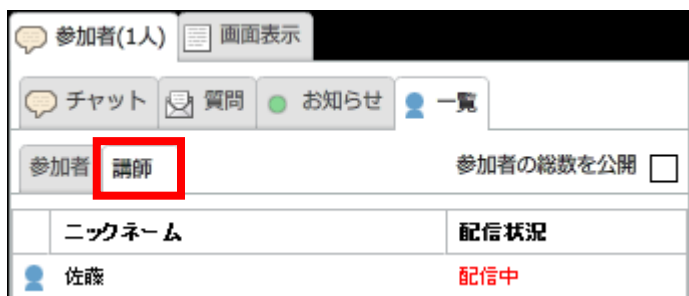 参加者(1人) 画面表示
チャット 質問 お知らせ 一覧
参加者 講師 参加者の総数を公開
ニックネーム 配信状況
佐藤 配信中